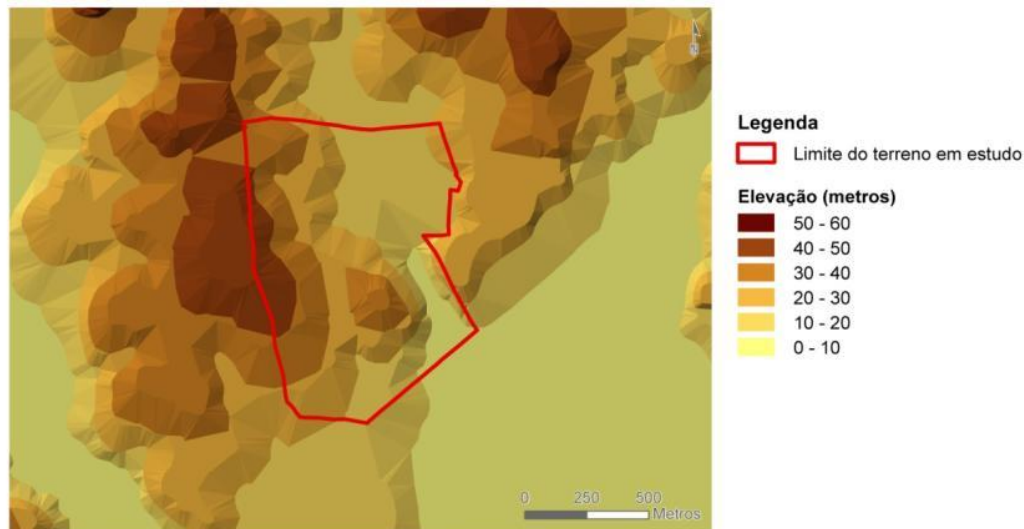 N
Legenda
Limite do terreno em estudo
Elevação (metros)
50 - 60
40 - 50
30 - 40
20 - 30
10 - 20
0 - 10
0 250 500
Metros